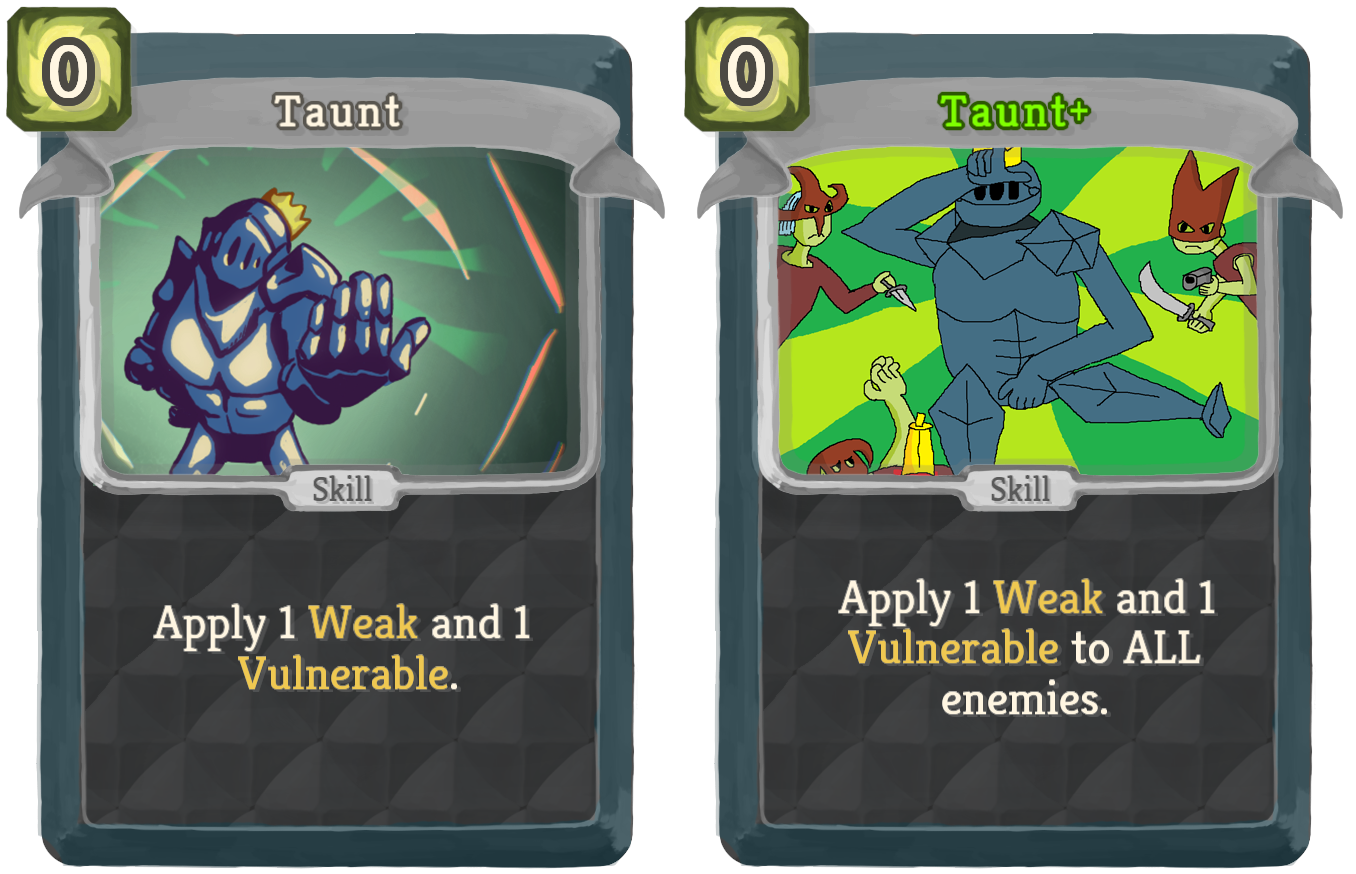 0
Taunt
Skill
Apply 1 Weak and 1
Vulnerable.
0
Taunt+
Skill
Apply 1 Weak and 1
Vulnerable to ALL
enemies.